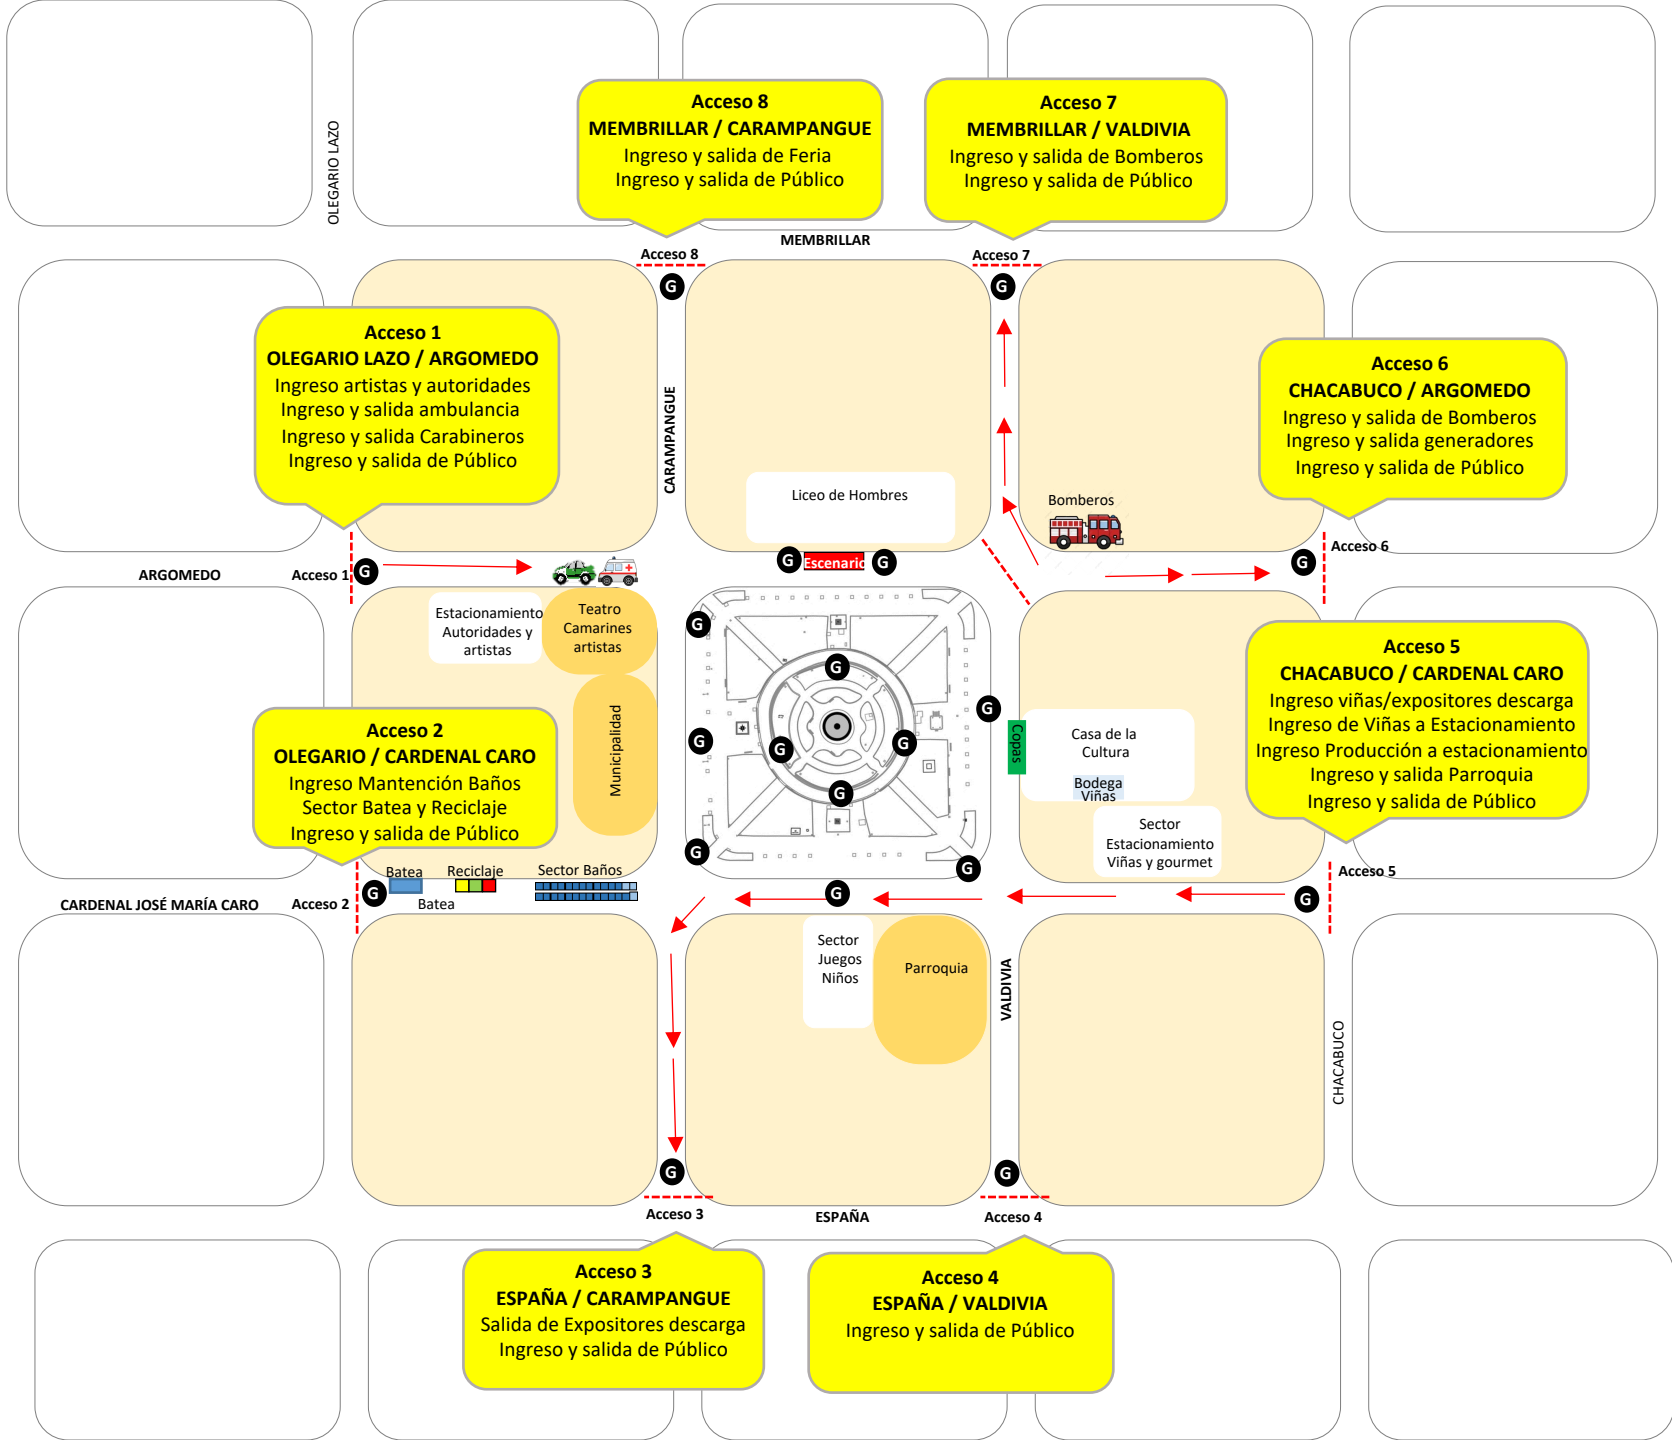 OLEGARIO LAZO
Acceso 8
MEMBRILLAR / CARAMPANGUE
Ingreso y salida de Feria
Ingreso y salida de Público
Acceso 7
MEMBRILLAR / VALDIVIA
Ingreso y salida de Bomberos
Ingreso y salida de Público
MEMBRILLAR
Acceso 8
Acceso 7
G
G
Acceso 1
OLEGARIO LAZO / ARGOMEDO
Ingreso artistas y autoridades
Ingreso y salida ambulancia
Ingreso y salida Carabineros
Ingreso y salida de Público
CARAMPANGUE
Acceso 6
CHACABUCO / ARGOMEDO
Ingreso y salida de Bomberos
Ingreso y salida generadores
Ingreso y salida de Público
Liceo de Hombres
Bomberos
G
Escenario
G
G
Acceso 6
ARGOMEDO
Acceso 1
G
Estacionamiento
Autoridades y
artistas
Teatro
Camarines
artistas
G
G
G
G
G
G
G
G
G
G
Municipalidad
Copas
Casa de la
Cultura
Bodega
Viñas
Sector
Estacionamiento
Viñas y gourmet
Acceso 5
CHACABUCO / CARDENAL CARO
Ingreso viñas/expositores descarga
Ingreso de Viñas a Estacionamiento
Ingreso Producción a estacionamiento
Ingreso y salida Parroquia
Ingreso y salida de Público
Acceso 2
OLEGARIO / CARDENAL CARO
Ingreso Mantención Baños
Sector Batea y Reciclaje
Ingreso y salida de Público
Batea
Reciclaje
Sector Baños
Batea
G
Acceso 5
CARDENAL JOSÉ MARÍA CARO
Acceso 2
G
G
Sector
Juegos
Niños
Parroquia
VALDIVIA
CHACABUCO
G
G
Acceso 3
ESPAÑA
Acceso 4
Acceso 3
ESPAÑA / CARAMPANGUE
Salida de Expositores descarga
Ingreso y salida de Público
Acceso 4
ESPAÑA / VALDIVIA
Ingreso y salida de Público